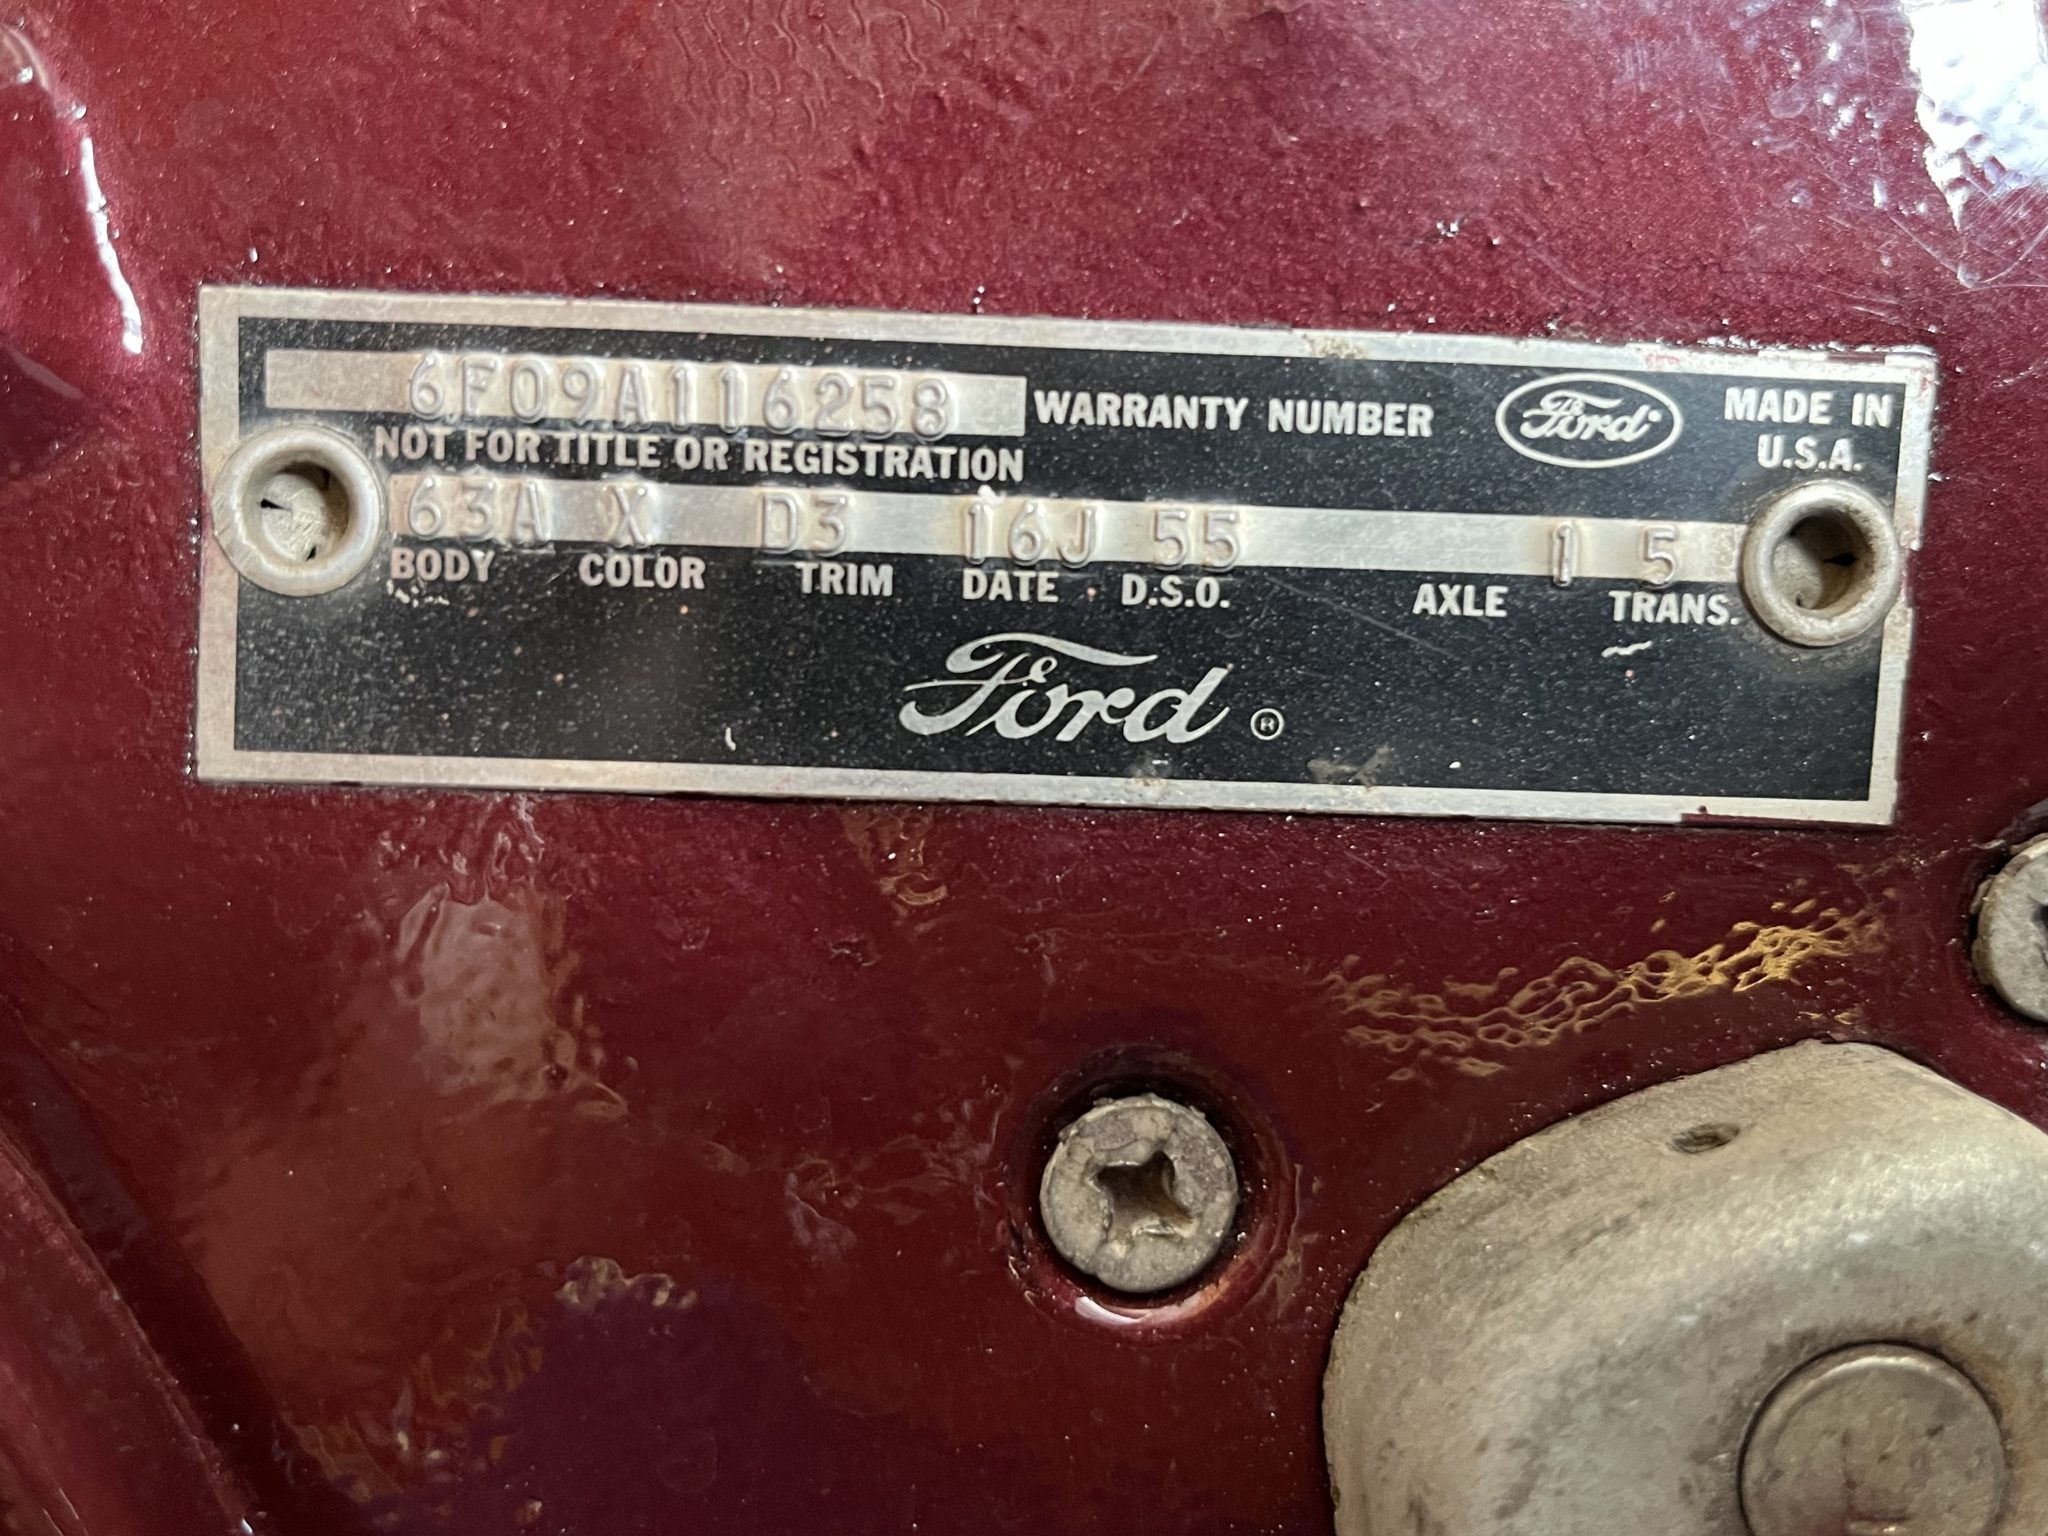 6F09A116258 WARRANTY NUMBER Ford MADE IN U.S.A.
NOT FOR TITLE OR REGISTRATION
63A X D3 16J 55 1 5
BODY COLOR TRIM DATE D.S.O. AXLE TRANS.
Ford ®